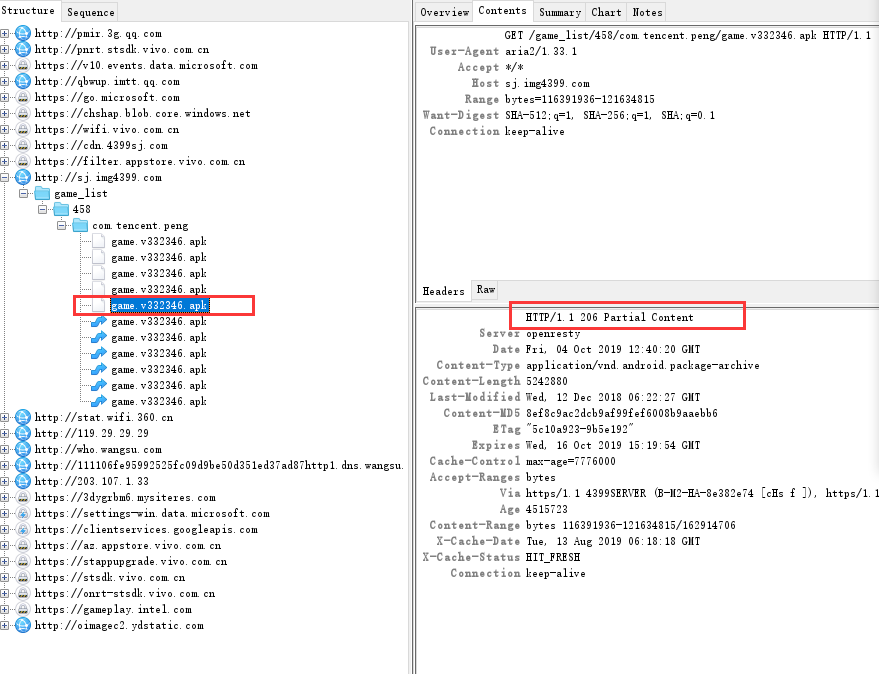 Structure Sequence
http://pmir.3g.qq.com
http://pnrt.stsdk.vivo.com.cn
https://v10.events.data.microsoft.com
http://qbwup.imtt.qq.com
https://go.microsoft.com
https://chshap.blob.core.windows.net
https://wifi.vivo.com.cn
https://cdn.4399sj.com
https://filter.appstore.vivo.com.cn
http://sj.img4399.com
game_list
458
com.tencent.peng
game.v332346.apk
game.v332346.apk
game.v332346.apk
game.v332346.apk
game.v332346.apk
game.v332346.apk
game.v332346.apk
game.v332346.apk
game.v332346.apk
game.v332346.apk
game.v332346.apk
http://stat.wifi.360.cn
http://119.29.29.29
http://who.wangsu.com
http://111106fe95992525fc09d9be50d351ed37ad87http1.dns.wangsu.
http://203.107.1.33
https://3dygrbm6.mysiteres.com
https://settings-win.data.microsoft.com
https://clientservices.googleapis.com
https://az.appstore.vivo.com.cn
https://stappupgrade.vivo.com.cn
https://stsdk.vivo.com.cn
https://onrt-stsdk.vivo.com.cn
https://gameplay.intel.com
http://oimagec2.ydstatic.com
Overview Contents Summary Chart Notes
GET /game_list/458/com.tencent.peng/game.v332346.apk HTTP/1.1
User-Agent aria2/1.33.1
Accept */*
Host sj.img4399.com
Range bytes=116391936-121634815
Want-Digest SHA-512;q=1, SHA-256;q=1, SHA;q=0.1
Connection keep-alive
Headers Raw
HTTP/1.1 206 Partial Content
Server openresty
Date Fri, 04 Oct 2019 12:40:20 GMT
Content-Type application/vnd.android.package-archive
Content-Length 5242880
Last-Modified Wed, 12 Dec 2018 06:22:27 GMT
Content-MD5 8ef8c9ac2dcb9af99fef6008b9aaebb6
ETag "5c10a923-9b5e192"
Expires Wed, 16 Oct 2019 15:19:54 GMT
Cache-Control max-age=7776000
Accept-Ranges bytes
Via https/1.1 4399SERVER (B-M2-HA-8e382e74 [cHs f ]), https/1.1
Age 4515723
Content-Range bytes 116391936-121634815/162914706
X-Cache-Date Tue, 13 Aug 2019 06:18:18 GMT
X-Cache-Status HIT_FRESH
Connection keep-alive